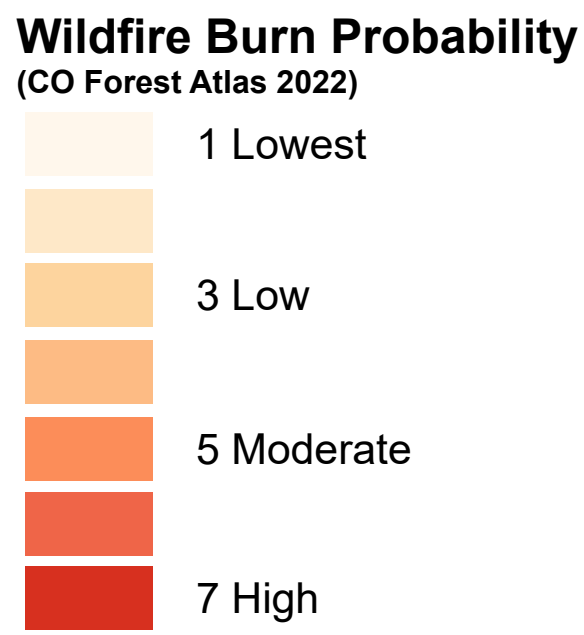 Wildfire Burn Probability
(CO Forest Atlas 2022)
1 Lowest
3 Low
5 Moderate
7 High